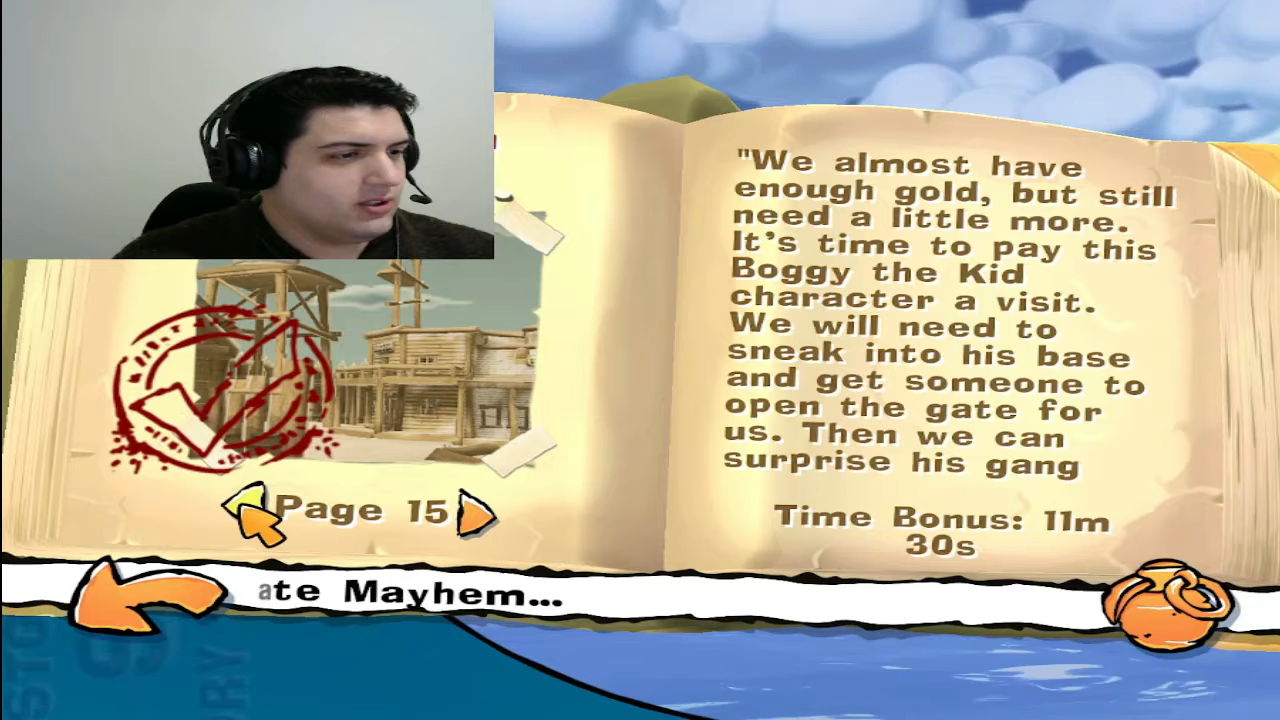 "We almost have
enough gold, but still
need a little more.
It's time to pay this
Boggy the Kid
character a visit.
We will need to
sneak into his base
and get someone to
open the gate for
us. Then we can
surprise his gang
Time Bonus: 11m
30s
Page 15
ate Mayhem...